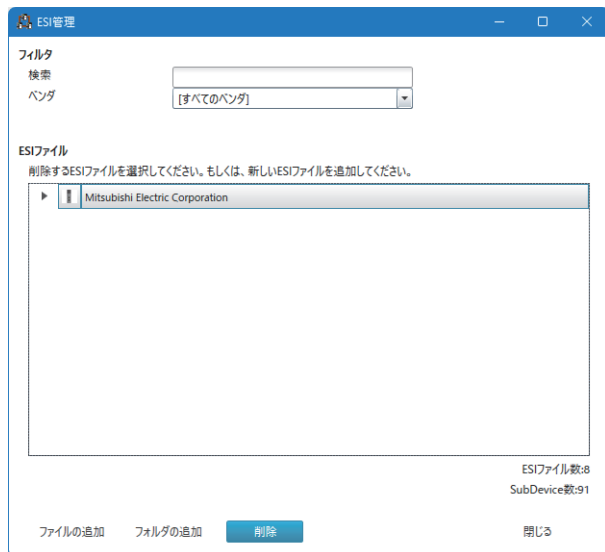 ESI管理
フィルタ
検索
ベンダ
[すべてのベンダ]
ESIファイル
削除するESIファイルを選択してください。もしくは、新しいESIファイルを追加してください。
Mitsubishi Electric Corporation
ESIファイル数:8
SubDevice数:91
ファイルの追加 フォルダの追加 削除 閉じる